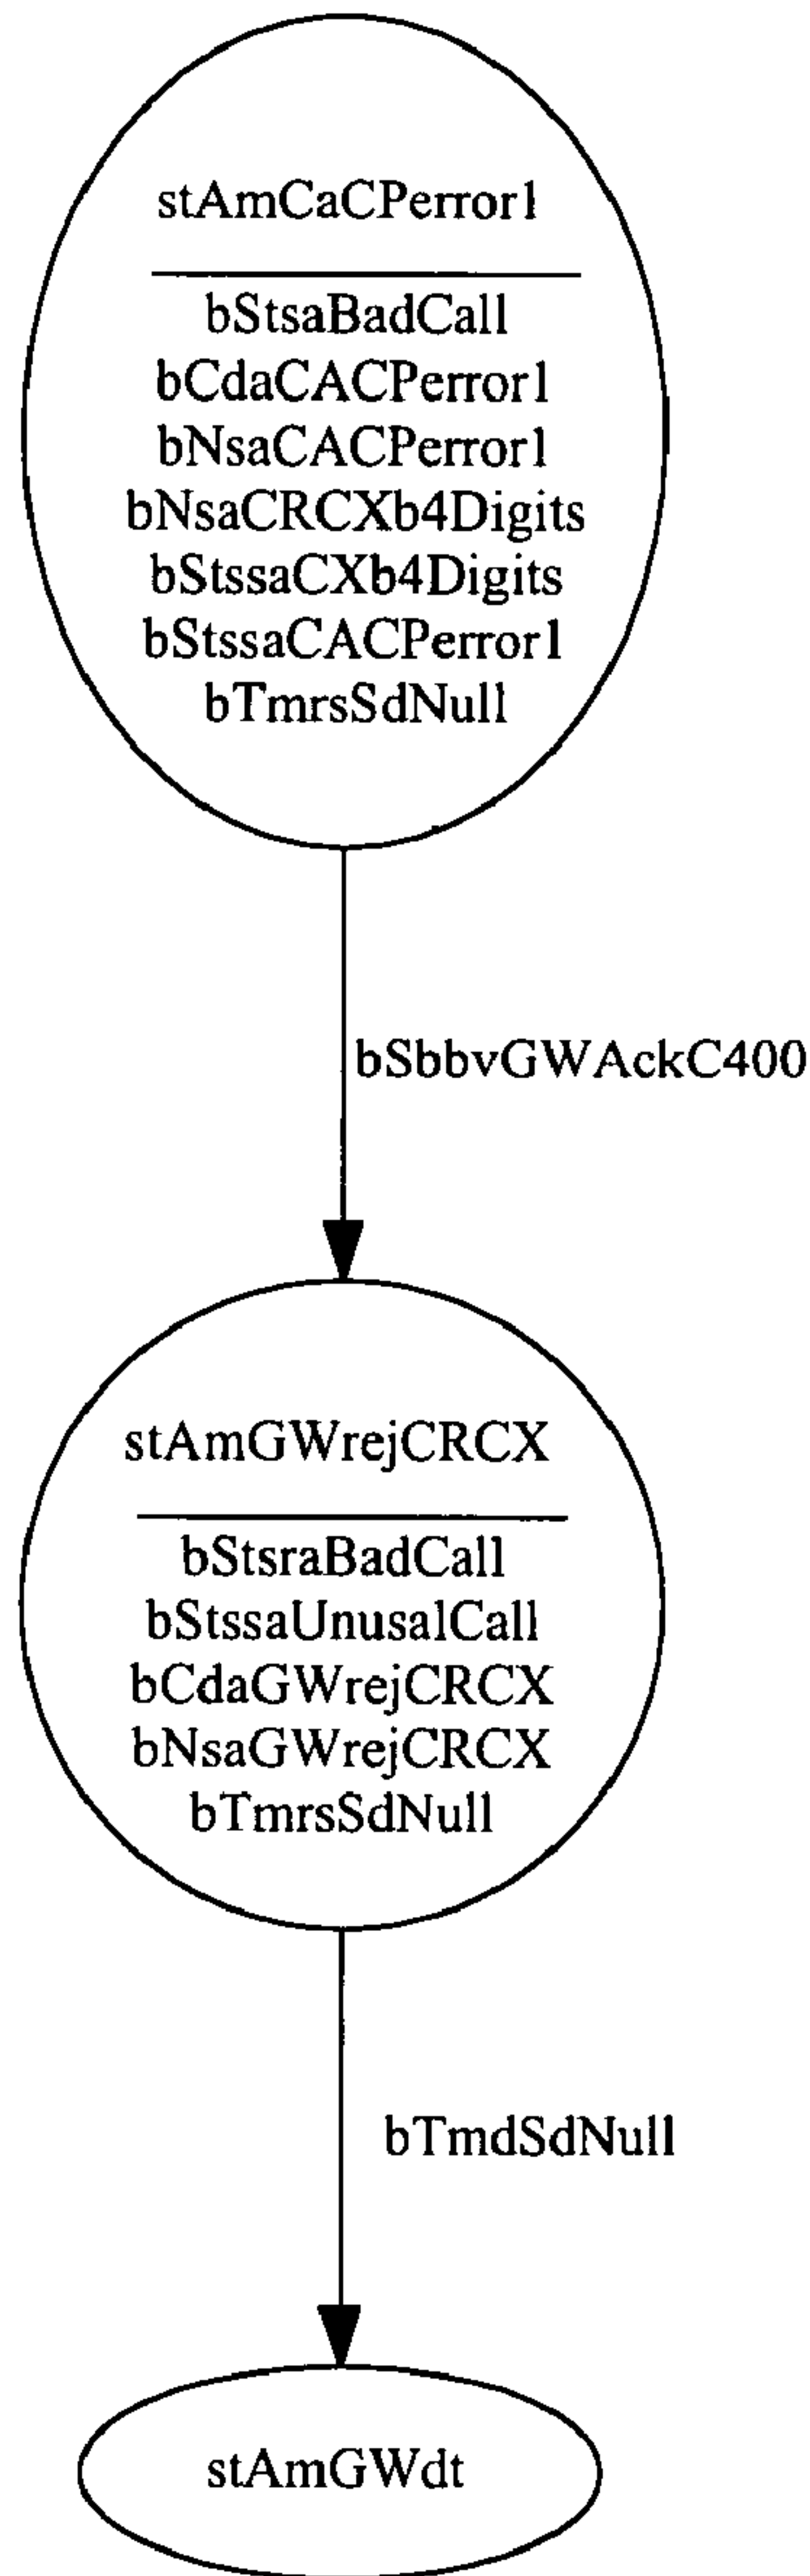 stAmCaCPerror1
bStsaBadCall
bCdaCACPerror1
bNsaCACPerror1
bNsaCRCXb4Digits
bStssaCXb4Digits
bStssaCACPerror1
bTmrsSdNull
bSbbvGWAckC400
stAmGWrejCRCX
bStsraBadCall
bStssaUnusalCall
bCdaGWrejCRCX
bNsaGWrejCRCX
bTmrsSdNull
bTmdSdNull
stAmGWdt